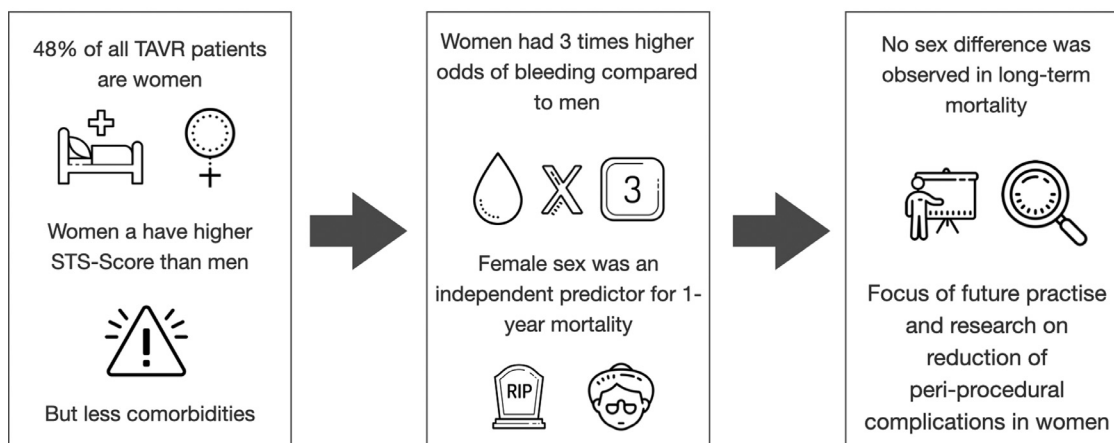 48% of all TAVR patients
are women
Women a have higher
STS-Score than men
But less comorbidities
Women had 3 times higher
odds of bleeding compared
to men
X 3
Female sex was an
independent predictor for 1-
year mortality
RIP
No sex difference was
observed in long-term
mortality
Focus of future practise
and research on
reduction of
peri-procedural
complications in women